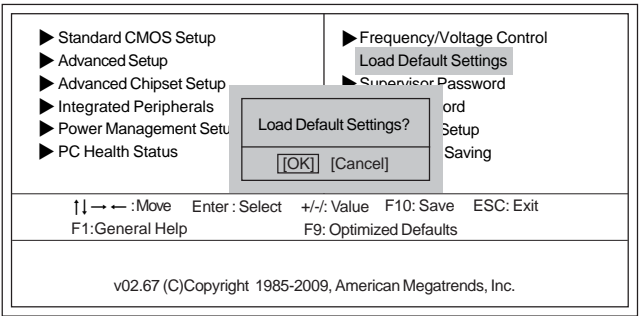 Standard CMOS Setup
Advanced Setup
Advanced Chipset Setup
Integrated Peripherals
Power Management Setu
PC Health Status
Frequency/Voltage Control
Load Default Settings
Supervisor Password
ord
Setup
Saving
Load Default Settings?
[OK] [Cancel]
↑↓→← :Move Enter : Select +/-/: Value F10: Save ESC: Exit
F1:General Help F9: Optimized Defaults
v02.67 (C)Copyright 1985-2009, American Megatrends, Inc.